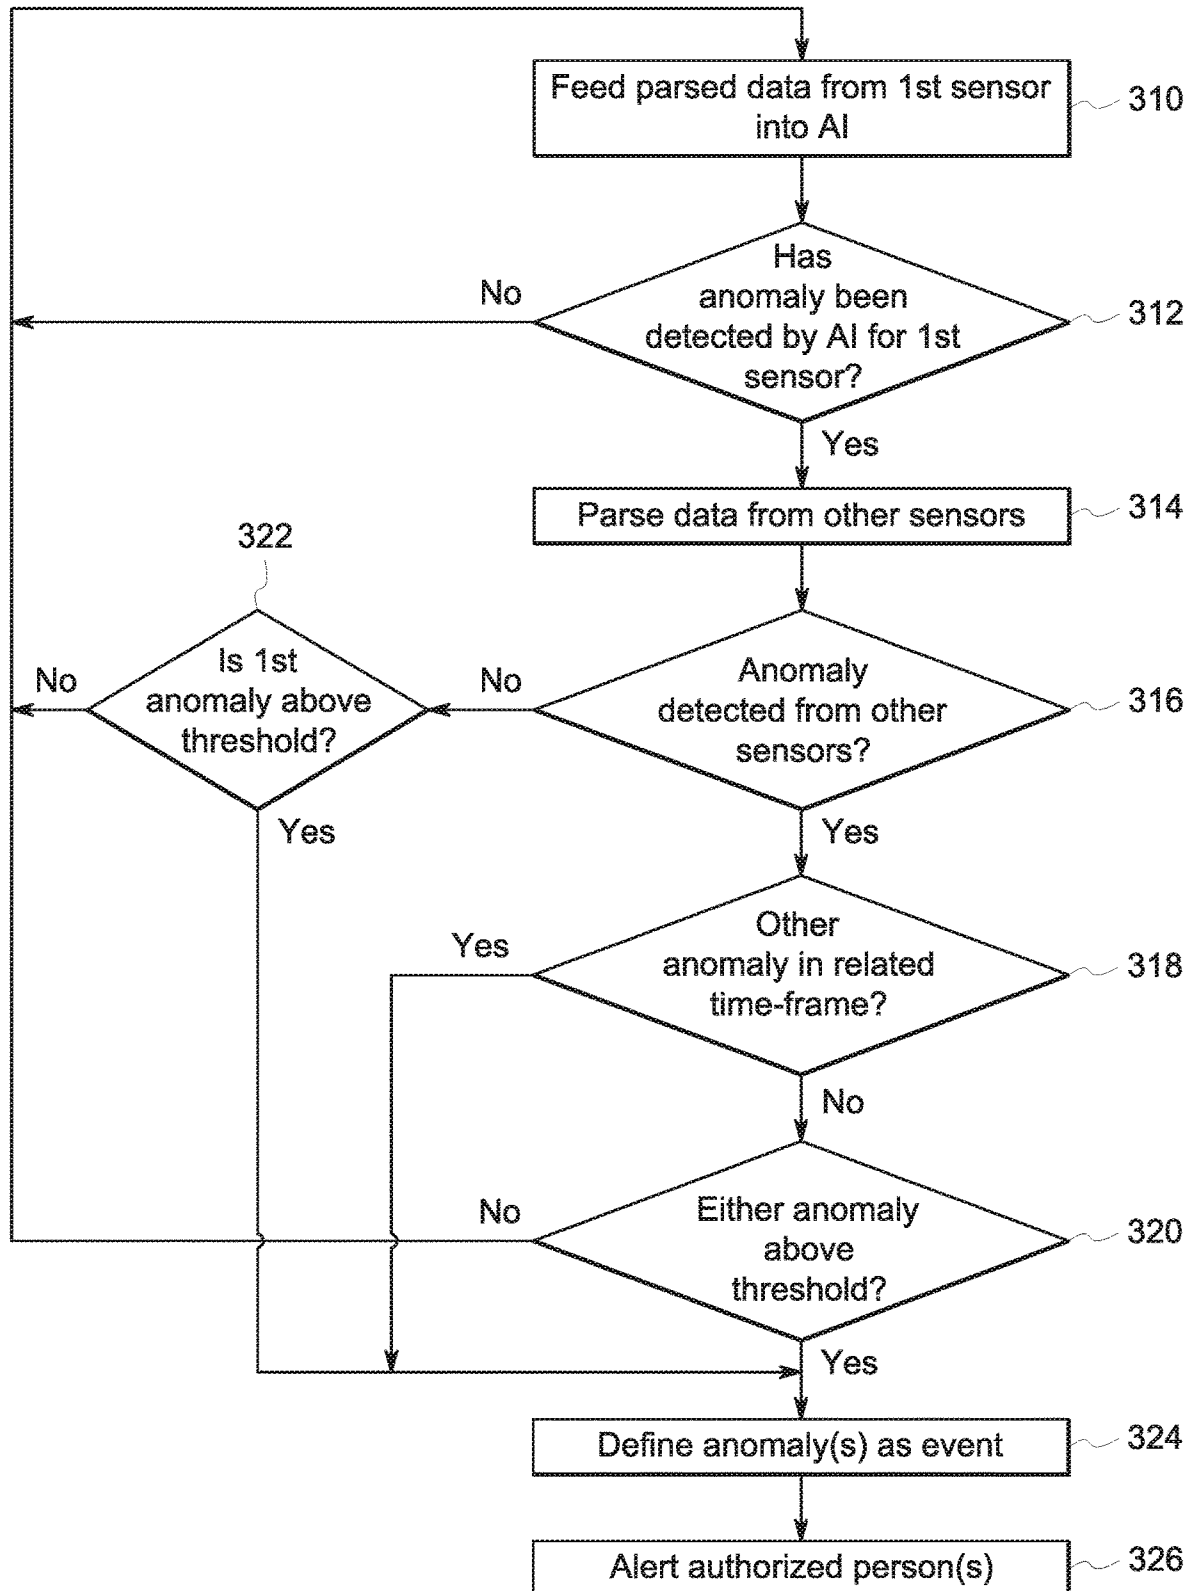 Feed parsed data from 1st sensor
into AI
310
Has
anomaly been
detected by AI for 1st
sensor?
312
No
Yes
Parse data from other sensors
314
322
Is 1st
anomaly above
threshold?
No
No
Anomaly
detected from other
sensors?
316
Yes
Yes
Other
anomaly in related
time-frame?
318
Yes
No
Either anomaly
above
threshold?
320
No
Yes
Define anomaly(s) as event
324
Alert authorized person(s)
326